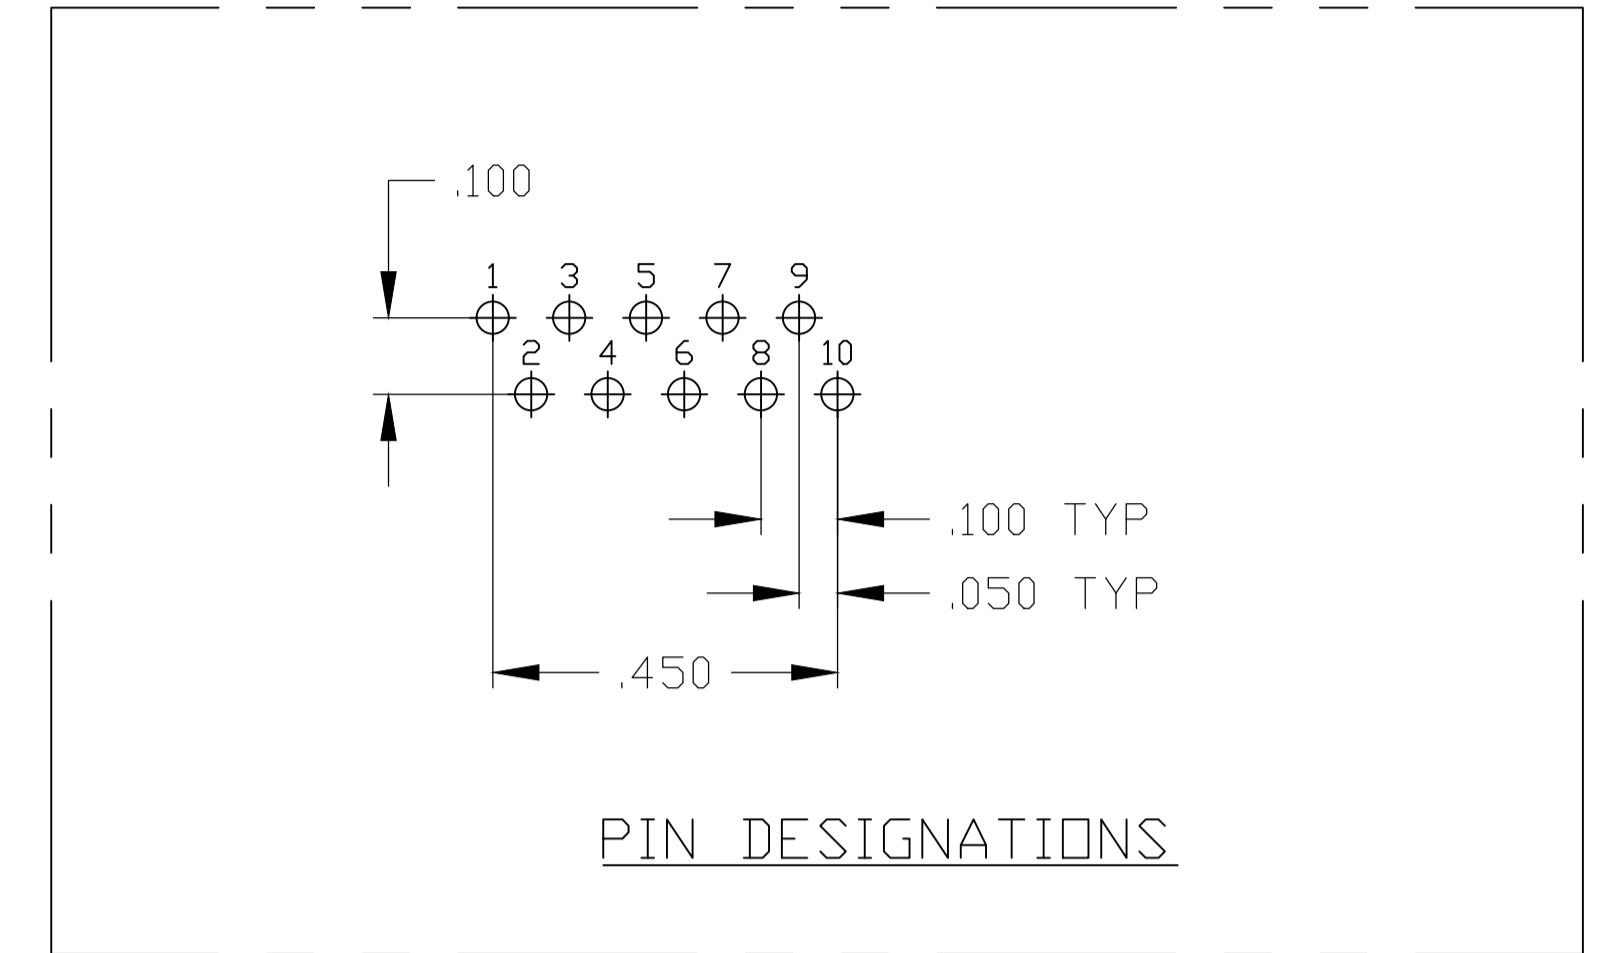 .100
1 3 5 7 9
2 4 6 8 10
.100 TYP
.050 TYP
.450
PIN DESIGNATIONS